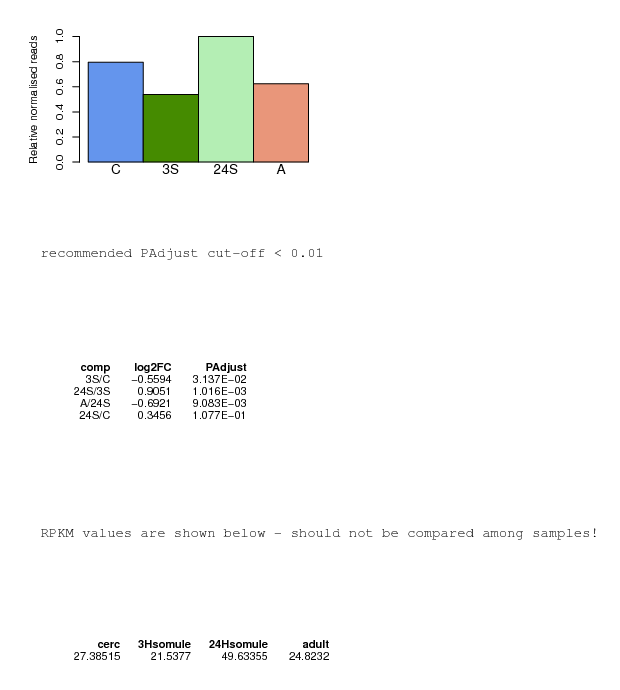 Relative normalised reads
1.0
0.8
0.6
0.4
0.2
0.0
C 3S 24S A
recommended PAdjust cut-off < 0.01
comp log2FC PAdjust
3S/C −0.5594 3.137E−02
24S/3S 0.9051 1.016E−03
A/24S −0.6921 9.083E−03
24S/C 0.3456 1.077E−01
RPKM values are shown below - should not be compared among samples!
cerc 3Hsomule 24Hsomule adult
27.38515 21.5377 49.63355 24.8232